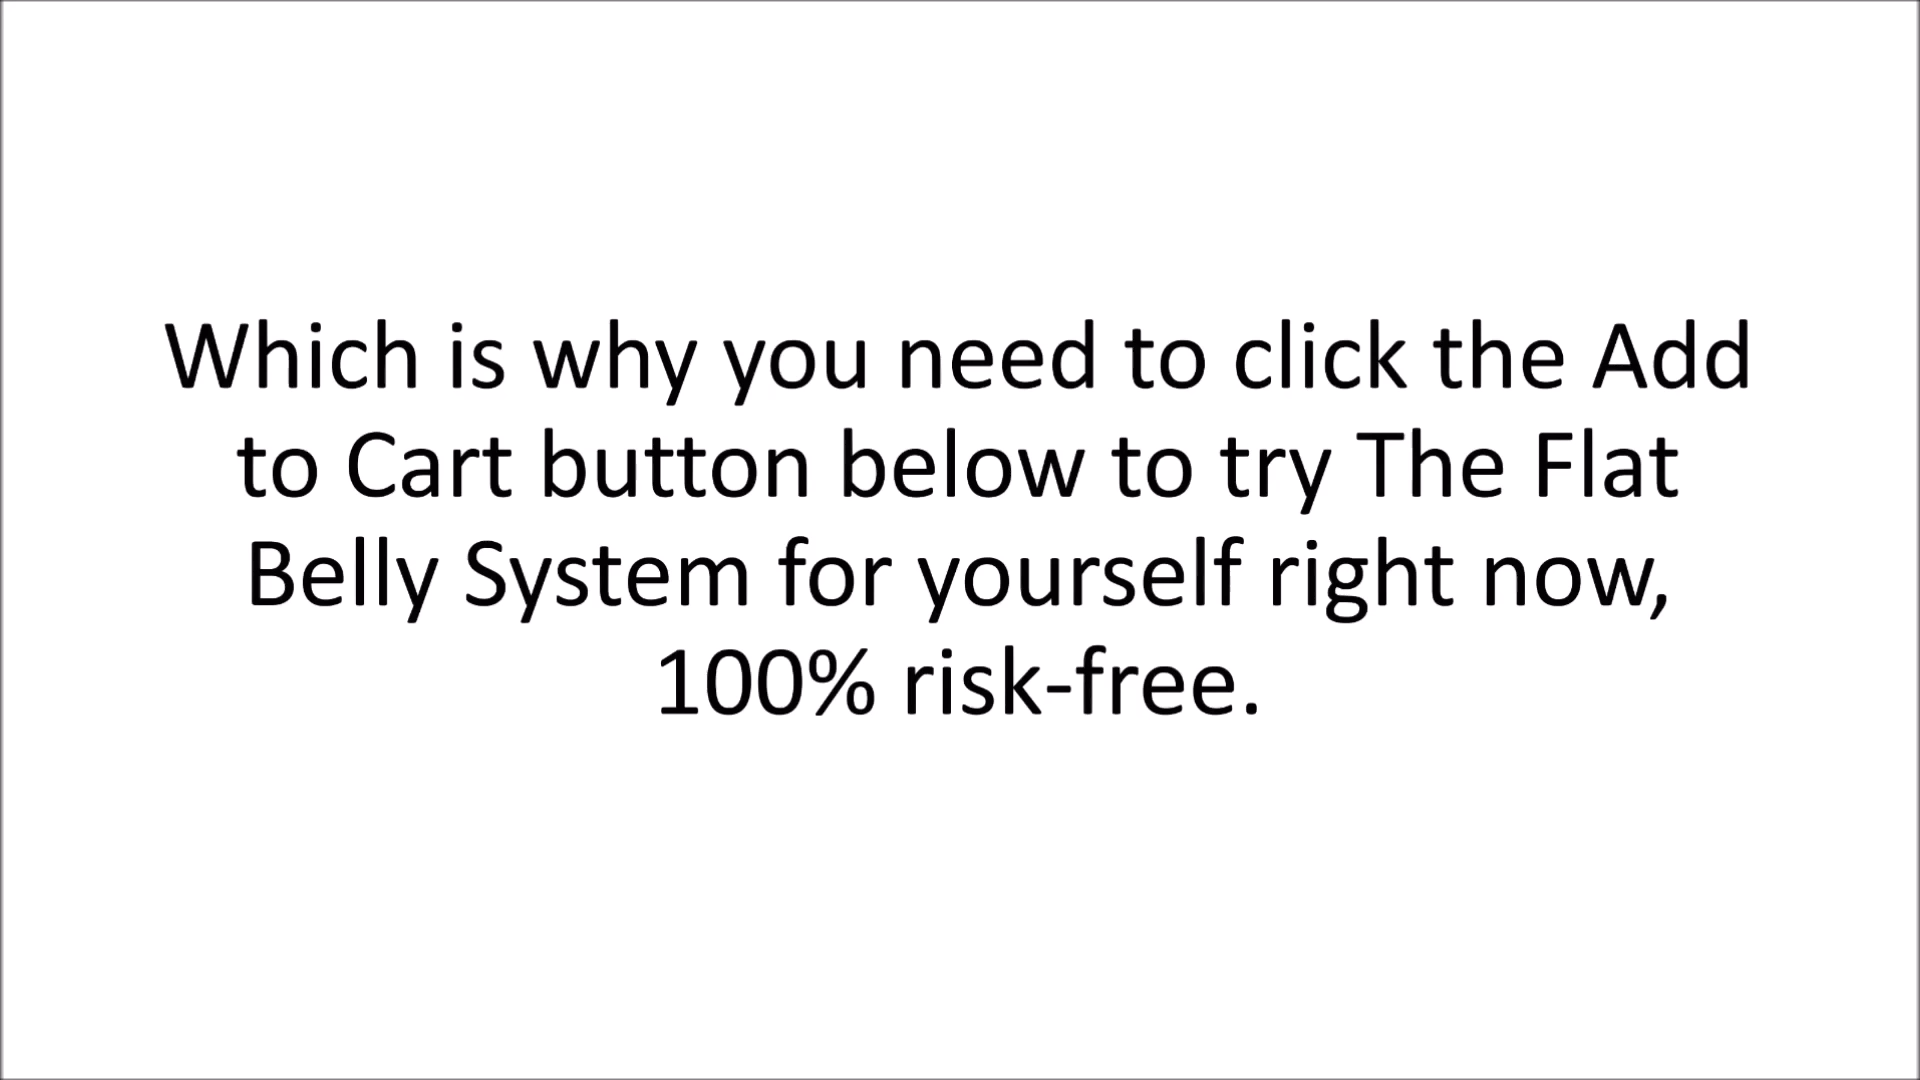 Which is why you need to click the Add
to Cart button below to try The Flat
Belly System for yourself right now,
100% risk-free.